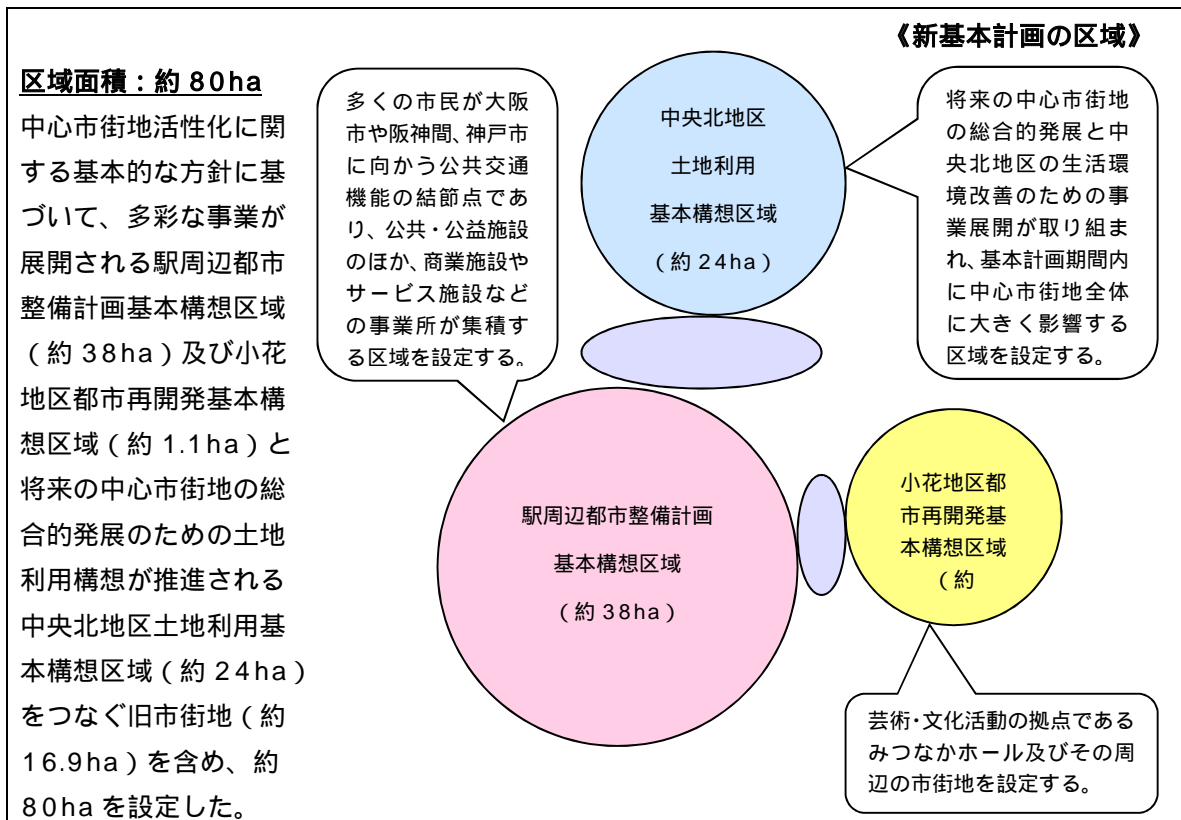 《新基本計画の区域》
区域面積：約80ha
中心市街地活性化に関
する基本的な方針に基
づいて、多彩な事業が
展開される駅周辺都市
整備計画基本構想区域
（約38ha）及び小花
地区都市再開発基本構
想区域（約1.1ha）と
将来の中心市街地の総
合的発展のための土地
利用構想が推進される
中央北地区土地利用基
本構想区域（約24ha）
をつなぐ旧市街地（約
16.9ha）を含め、約
80haを設定した。
多くの市民が大阪
市や阪神間、神戸市
に向かう公共交通
機能の結節点であ
り、公共・公益施設
のほか、商業施設や
サービス施設など
の事業所が集積す
る区域を設定する。
中央北地区
土地利用
基本構想区域
（約24ha）
将来の中心市街地
の総合的発展と中
央北地区の生活環
境改善のための事
業展開が取り組ま
れ、基本計画期間内
に中心市街地全体
に大きく影響する
区域を設定する。
駅周辺都市整備計画
基本構想区域
（約38ha）
小花地区都
市再開発基
本構想区域
（約
芸術・文化活動の拠点である
みつなかホール及びその周
辺の市街地を設定する。